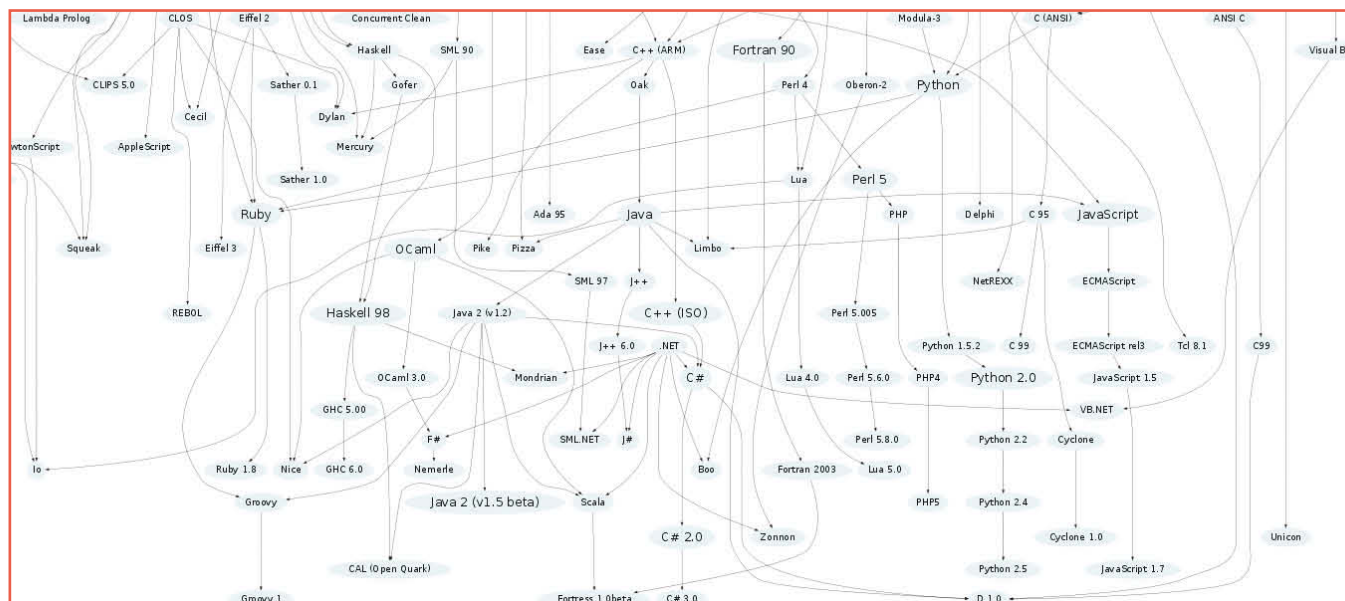 Lambda Prolog CLOS Eiffel 2 Concurrent Clean Modula-3 C (ANSI) ANSI C
Haskell SML 90 Ease C++ (ARM) Fortran 90 Visual B
CLIPS 5.0 Sather 0.1 Gofer Oak Perl 4 Oberon-2 Python
Cecil Dylan
wtonScript AppleScript Mercury
Sather 1.0 Lua Perl 5
Ruby Ada 95 Java PHP Delphi C 95 JavaScript
Squeak Eiffel 3 OCaml Pike Pizza Limbo
SML 97 J++ NetREXX ECMAScript
REBOL Haskell 98 Java 2 (v1.2) C++ (ISO) Perl 5.005
J++ 6.0 .NET Python 1.5.2 C 99 ECMAScript rel3 Tcl 8.1 C99
OCaml 3.0 Mondrian C# Lua 4.0 Perl 5.6.0 PHP4 Python 2.0 JavaScript 1.5
GHC 5.00 VB.NET
F# SML.NET J# Perl 5.8.0 Python 2.2 Cyclone
Io Ruby 1.8 Nice GHC 6.0 Nemerle Boo Fortran 2003 Lua 5.0
Groovy Java 2 (v1.5 beta) Scala PHP5 Python 2.4
C# 2.0 Zonnon Cyclone 1.0 Unicon
CAL (Open Quark) Python 2.5 JavaScript 1.7
Groovy 1 Fortress 1.0beta C# 3.0 D 1.0